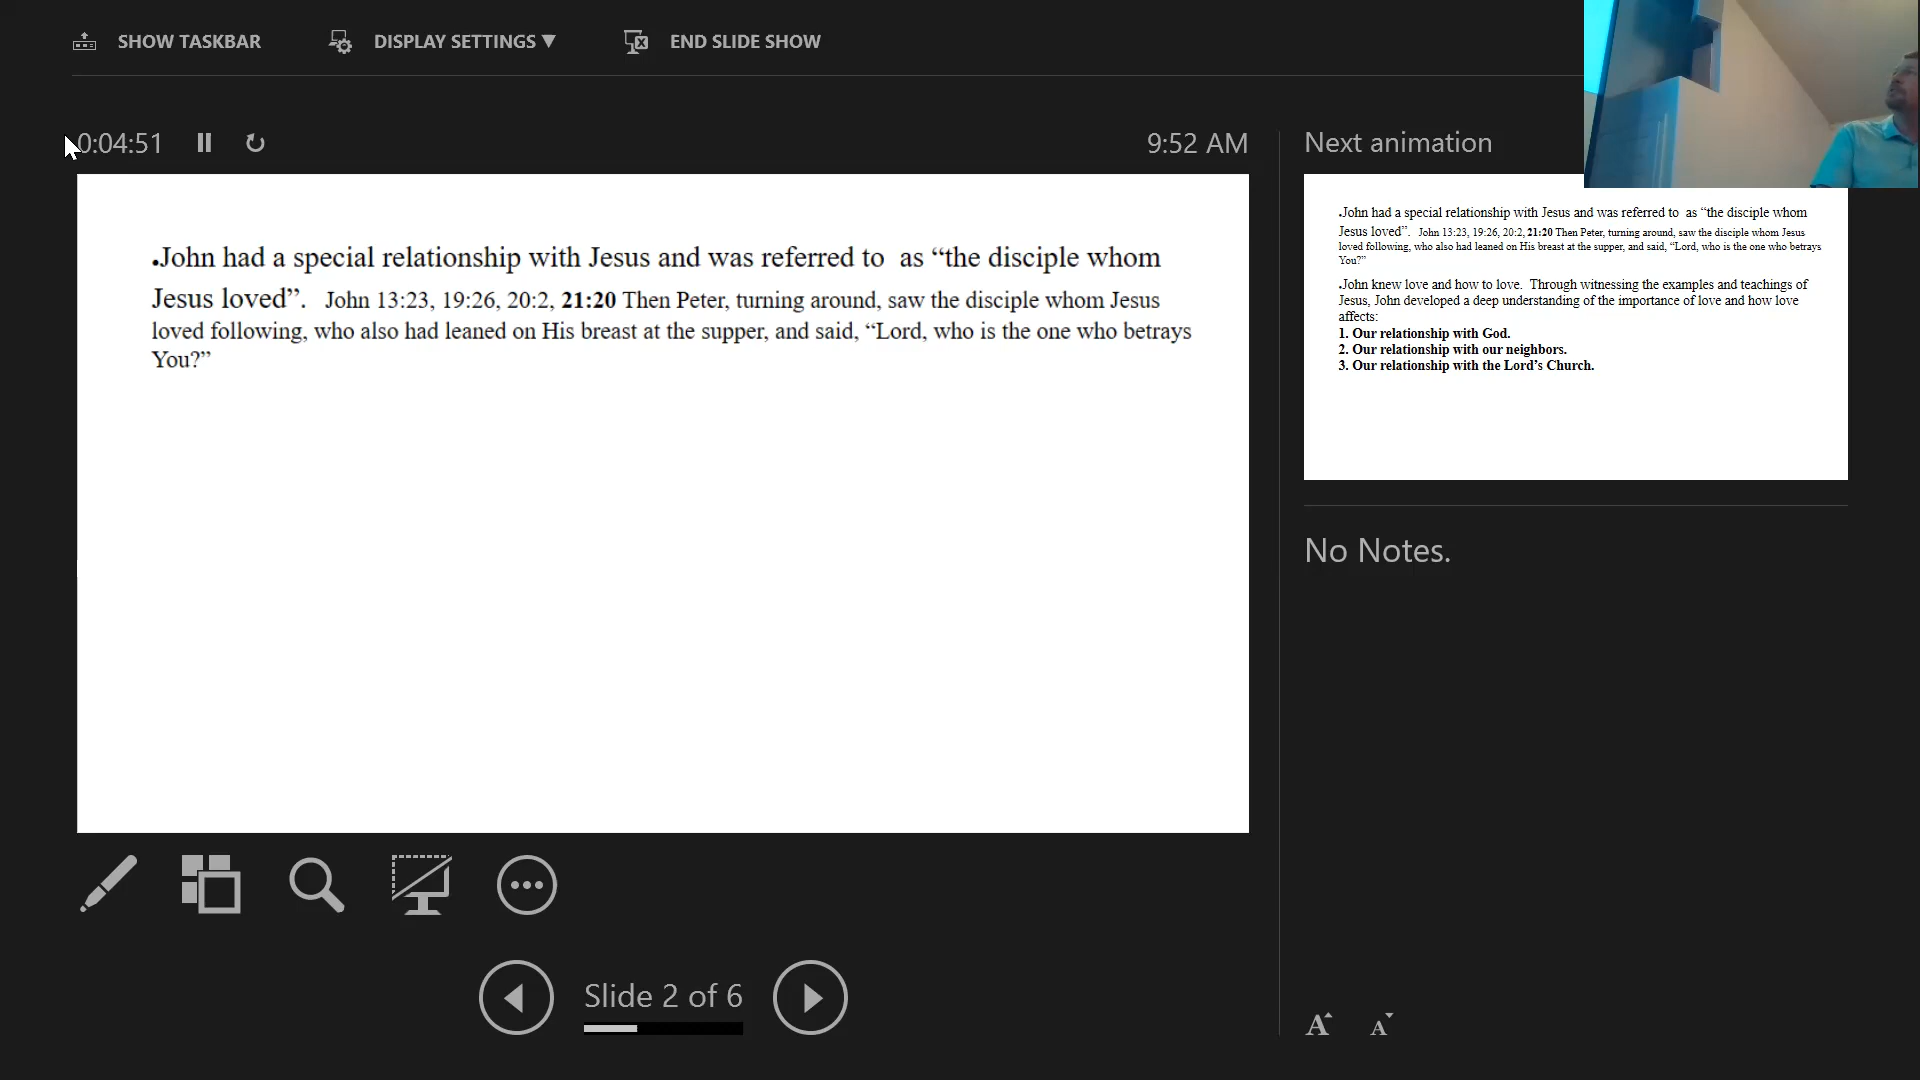 SHOW TASKBAR
DISPLAY SETTINGS ▼
END SLIDE SHOW
0:04:51
9:52 AM
Next animation
•John had a special relationship with Jesus and was referred to  as “the disciple whom
Jesus loved”.   John 13:23, 19:26, 20:2, 21:20 Then Peter, turning around, saw the disciple whom Jesus
loved following, who also had leaned on His breast at the supper, and said, “Lord, who is the one who betrays
You?”
•John had a special relationship with Jesus and was referred to  as “the disciple whom
Jesus loved”.   John 13:23, 19:26, 20:2, 21:20 Then Peter, turning around, saw the disciple whom Jesus
loved following, who also had leaned on His breast at the supper, and said, “Lord, who is the one who betrays
You?”
•John knew love and how to love.  Through witnessing the examples and teachings of
Jesus, John developed a deep understanding of the importance of love and how love
affects:
1. Our relationship with God.
2. Our relationship with our neighbors.
3. Our relationship with the Lord’s Church.
No Notes.
Slide 2 of 6
A A